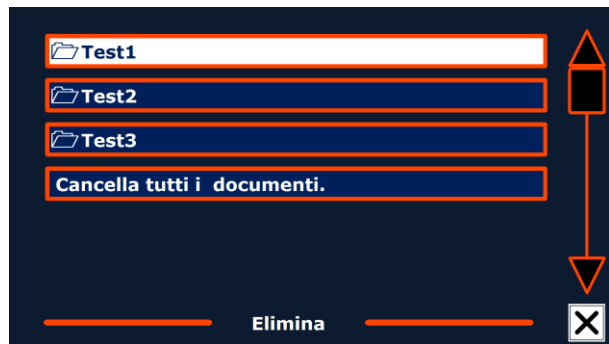 Test1
Test2
Test3
Cancella tutti i documenti.
Elimina